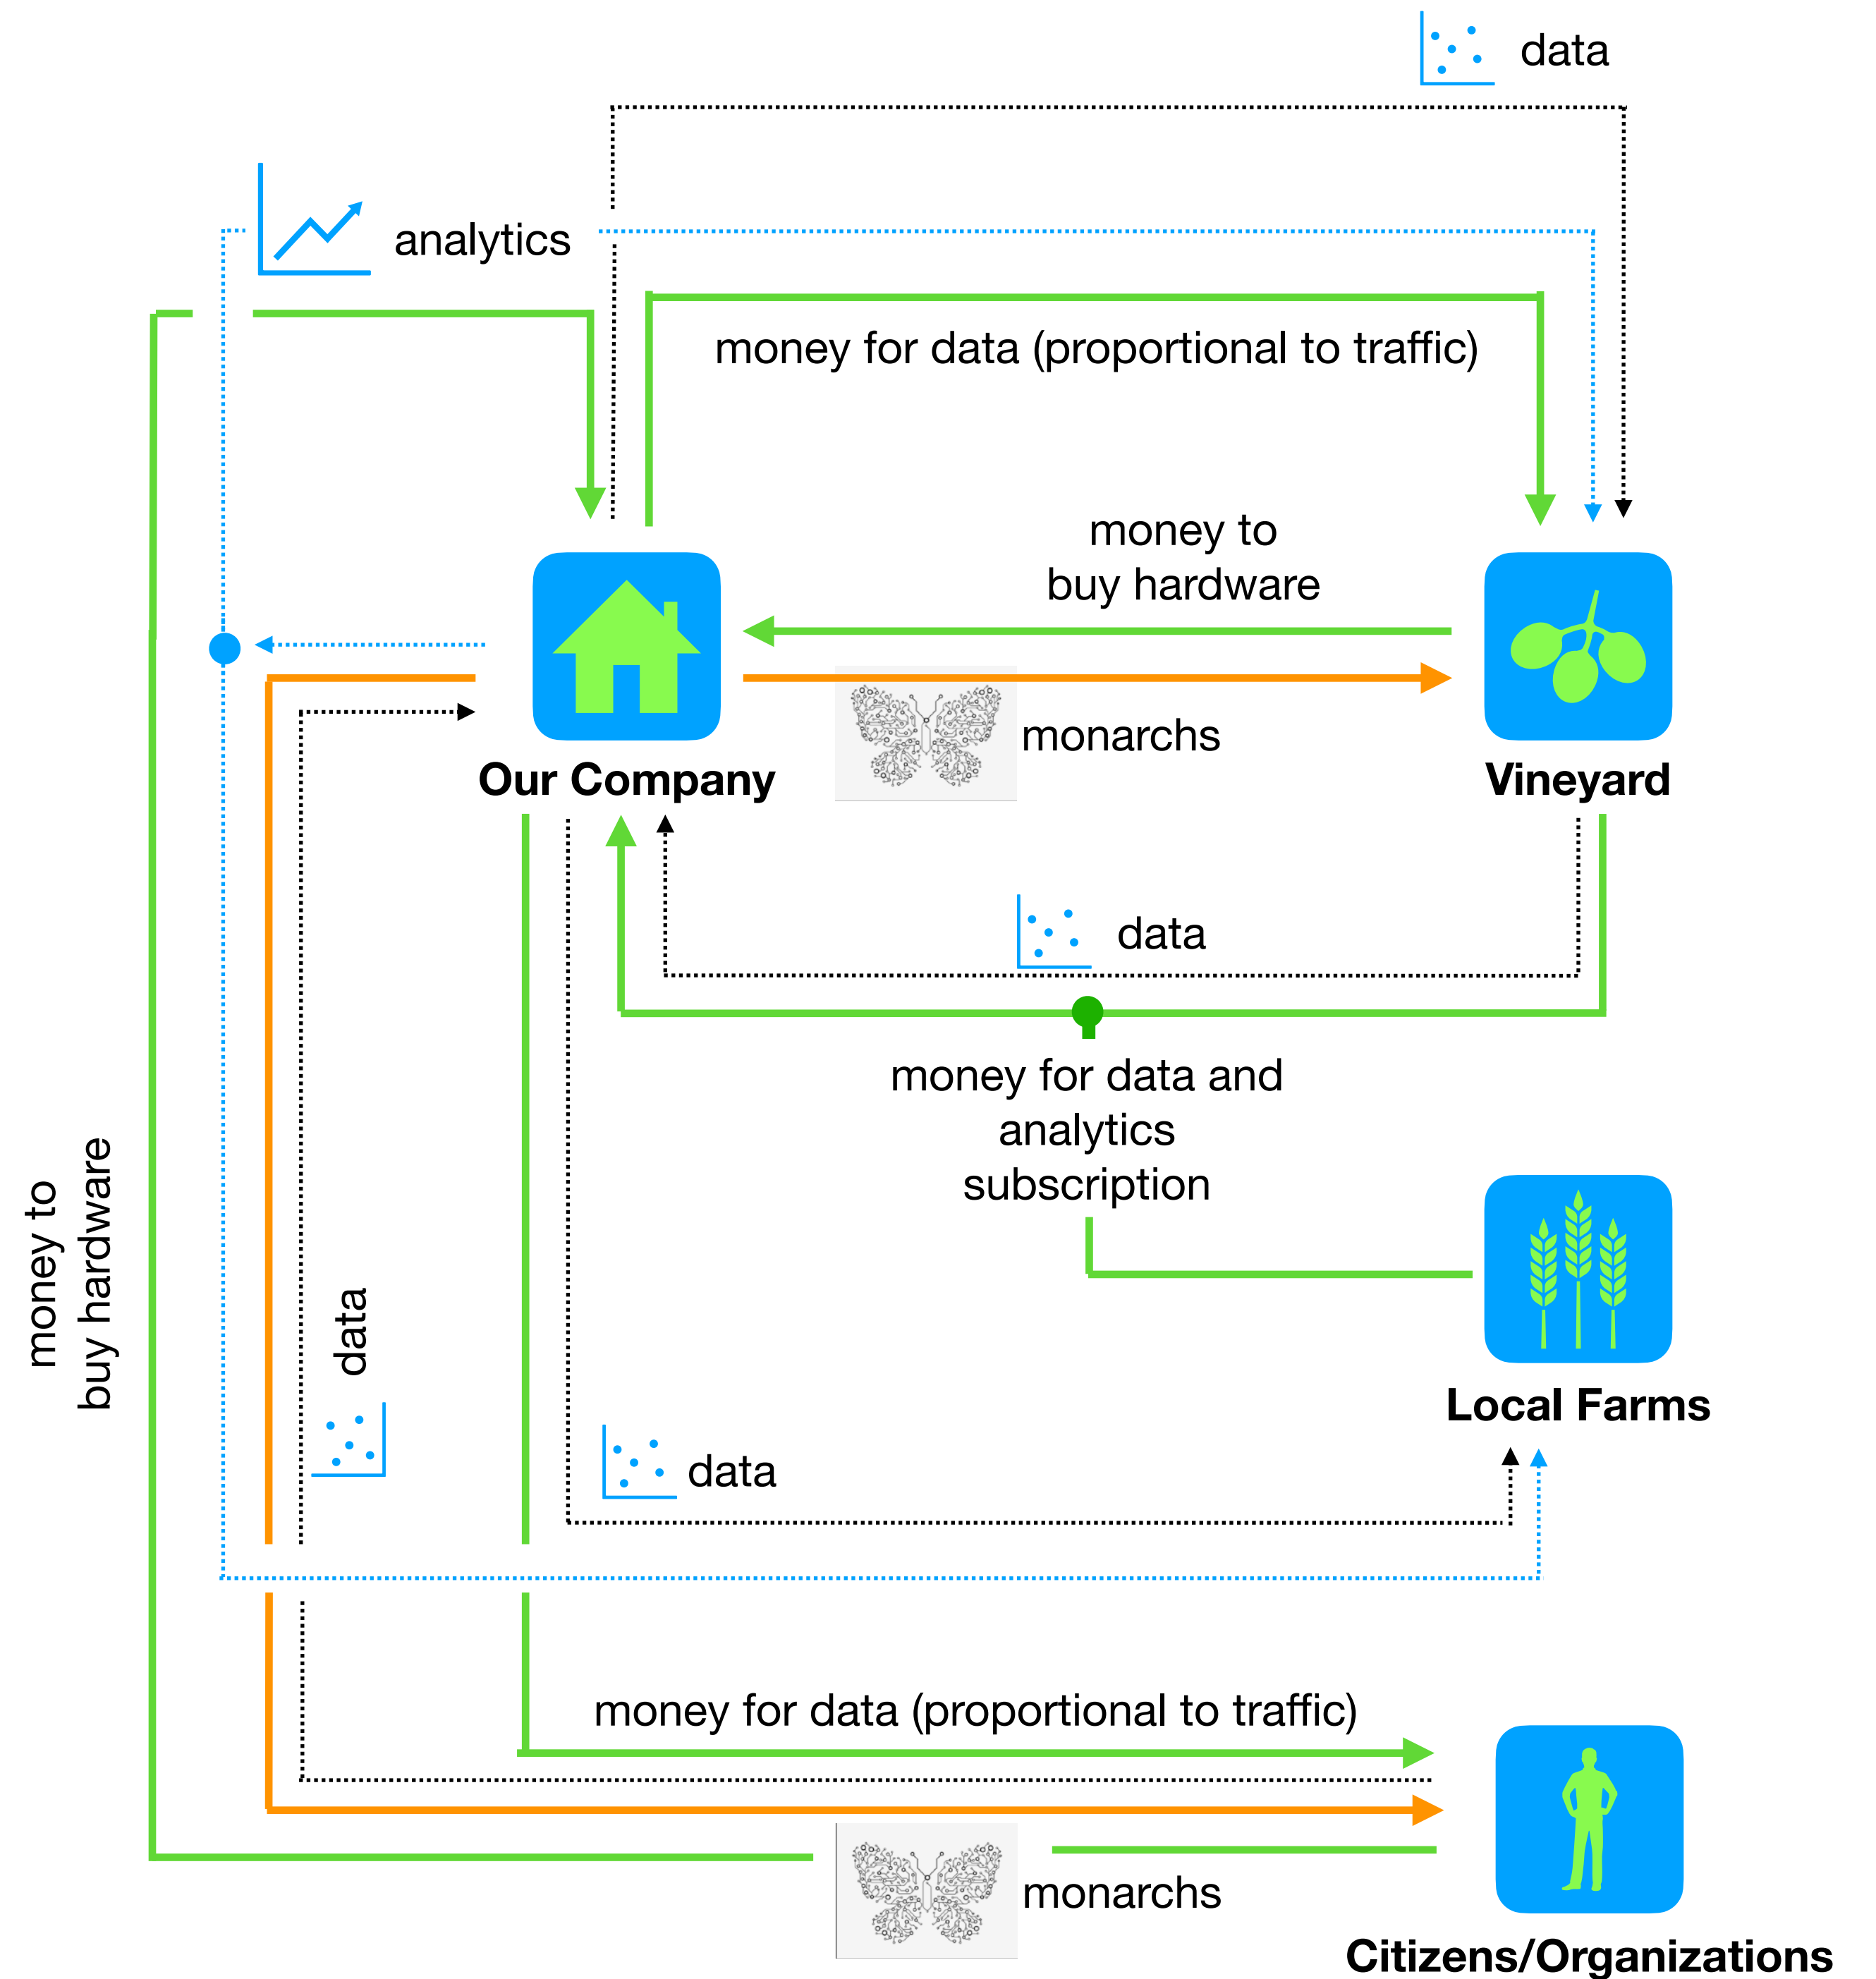 data
analytics
money for data (proportional to traffic)
money to
buy hardware
monarchs
Our Company
Vineyard
data
money for data and
analytics
subscription
money to
buy hardware
data
Local Farms
data
money for data (proportional to traffic)
monarchs
Citizens/Organizations